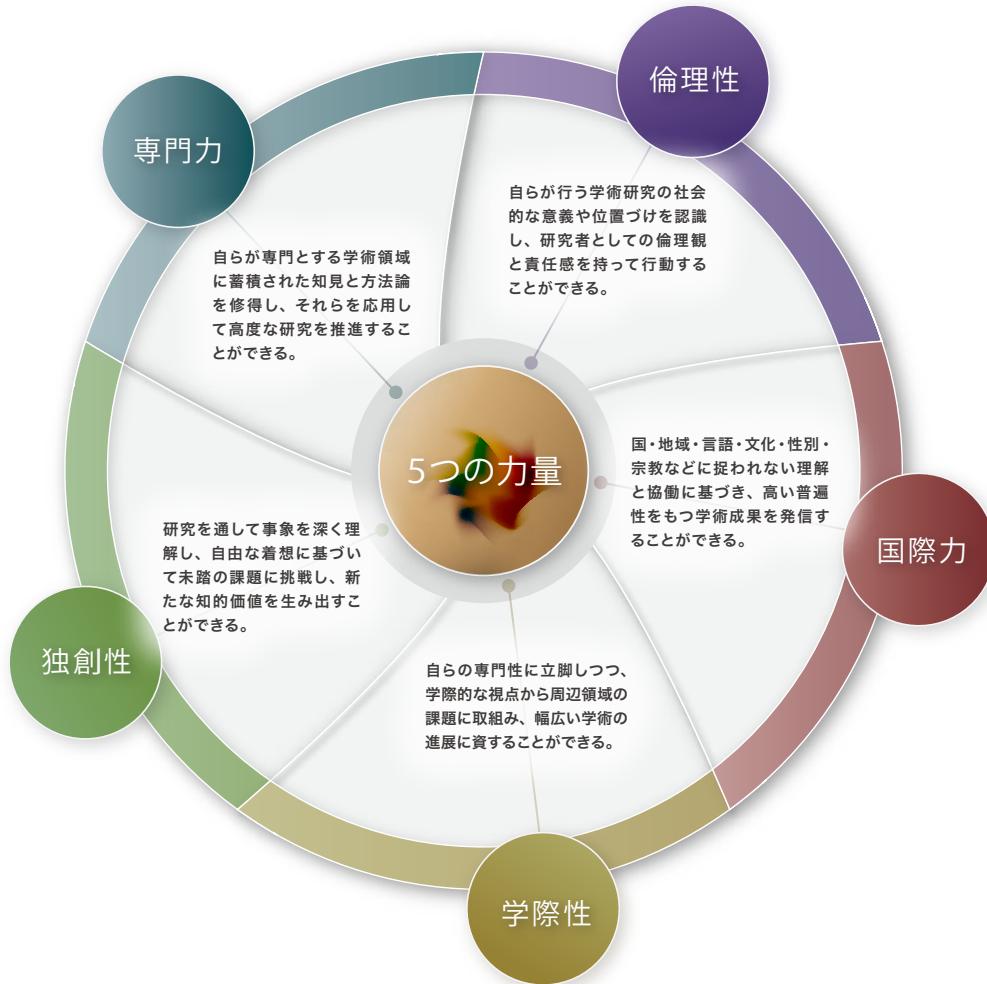 倫理性
自らが行う学術研究の社会
的な意義や位置づけを認識
し、研究者としての倫理観
と責任感を持って行動する
ことができる。
専門力
自らが専門とする学術領域
に蓄積された知見と方法論
を修得し、それらを応用し
て高度な研究を推進するこ
とができる。
5つの力量
国・地域・言語・文化・性別・
宗教などに捉われない理解
と協働に基づき、高い普遍
性をもつ学術成果を発信す
ることができる。
国際力
研究を通して事象を深く理
解し、自由な着想に基づい
て未踏の課題に挑戦し、新
たな知的価値を生み出すこ
とができる。
独創性
自らの専門性に立脚しつつ、
学際的な視点から周辺領域の
課題に取組み、幅広い学術の
進展に資することができる。
学際性